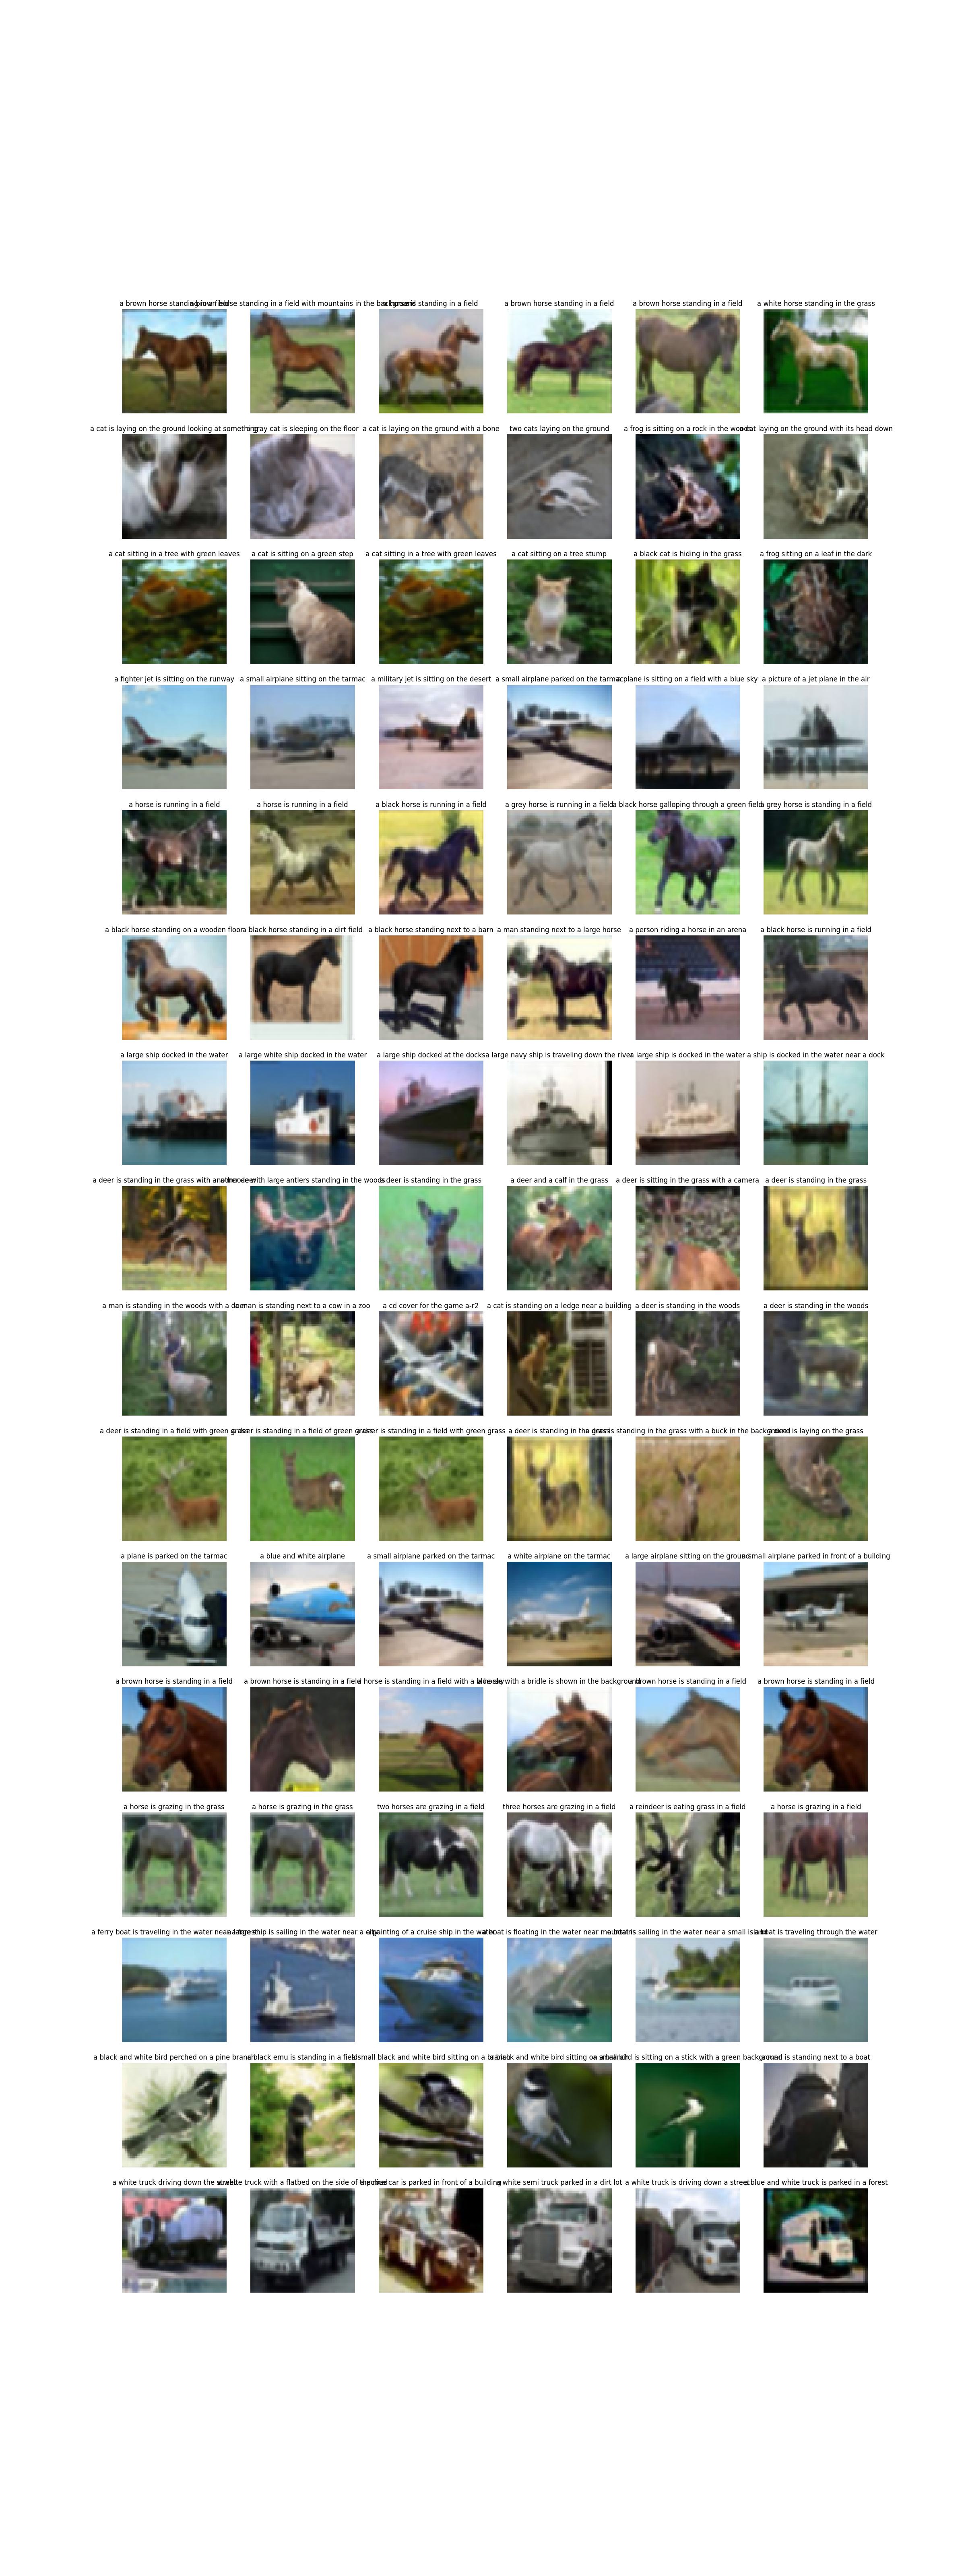 a brown horse standing in a field
a brown horse standing in a field with mountains in the background
a horse is standing in a field
a brown horse standing in a field
a brown horse standing in a field
a white horse standing in the grass
a cat is laying on the ground looking at something
a gray cat is sleeping on the floor
a cat is laying on the ground with a bone
two cats laying on the ground
a frog is sitting on a rock in the woods
a cat laying on the ground with its head down
a cat sitting in a tree with green leaves
a cat is sitting on a green step
a cat sitting in a tree with green leaves
a cat sitting on a tree stump
a black cat is hiding in the grass
a frog sitting on a leaf in the dark
a fighter jet is sitting on the runway
a small airplane sitting on the tarmac
a military jet is sitting on the desert
a small airplane parked on the tarmac
a plane is sitting on a field with a blue sky
a picture of a jet plane in the air
a horse is running in a field
a horse is running in a field
a black horse is running in a field
a grey horse is running in a field
a black horse galloping through a green field
a grey horse is standing in a field
a black horse standing on a wooden floor
a black horse standing in a dirt field
a black horse standing next to a barn
a man standing next to a large horse
a person riding a horse in an arena
a black horse is running in a field
a large ship docked in the water
a large white ship docked in the water
a large ship docked at the docks
a large navy ship is traveling down the river
a large ship is docked in the water
a ship is docked in the water near a dock
a deer is standing in the grass with another deer
a moose with large antlers standing in the woods
a deer is standing in the grass
a deer and a calf in the grass
a deer is sitting in the grass with a camera
a deer is standing in the grass
a man is standing in the woods with a deer
a man is standing next to a cow in a zoo
a cd cover for the game a-r2
a cat is standing on a ledge near a building
a deer is standing in the woods
a deer is standing in the woods
a deer is standing in a field with green grass
a deer is standing in a field of green grass
a deer is standing in a field with green grass
a deer is standing in the grass
a deer is standing in the grass with a buck in the background
a deer is laying on the grass
a plane is parked on the tarmac
a blue and white airplane
a small airplane parked on the tarmac
a white airplane on the tarmac
a large airplane sitting on the ground
a small airplane parked in front of a building
a brown horse is standing in a field
a brown horse is standing in a field
a horse is standing in a field with a blue sky
a horse with a bridle is shown in the background
a brown horse is standing in a field
a brown horse is standing in a field
a horse is grazing in the grass
a horse is grazing in the grass
two horses are grazing in a field
three horses are grazing in a field
a reindeer is eating grass in a field
a horse is grazing in a field
a ferry boat is traveling in the water near a forest
a large ship is sailing in the water near a city
a painting of a cruise ship in the water
a boat is floating in the water near mountains
a boat is sailing in the water near a small island
a boat is traveling through the water
a black and white bird perched on a pine branch
a black emu is standing in a field
a small black and white bird sitting on a branch
a black and white bird sitting on a branch
a small bird is sitting on a stick with a green background
a man is standing next to a boat
a white truck driving down the street
a white truck with a flatbed on the side of the road
a police car is parked in front of a building
a white semi truck parked in a dirt lot
a white truck is driving down a street
a blue and white truck is parked in a forest